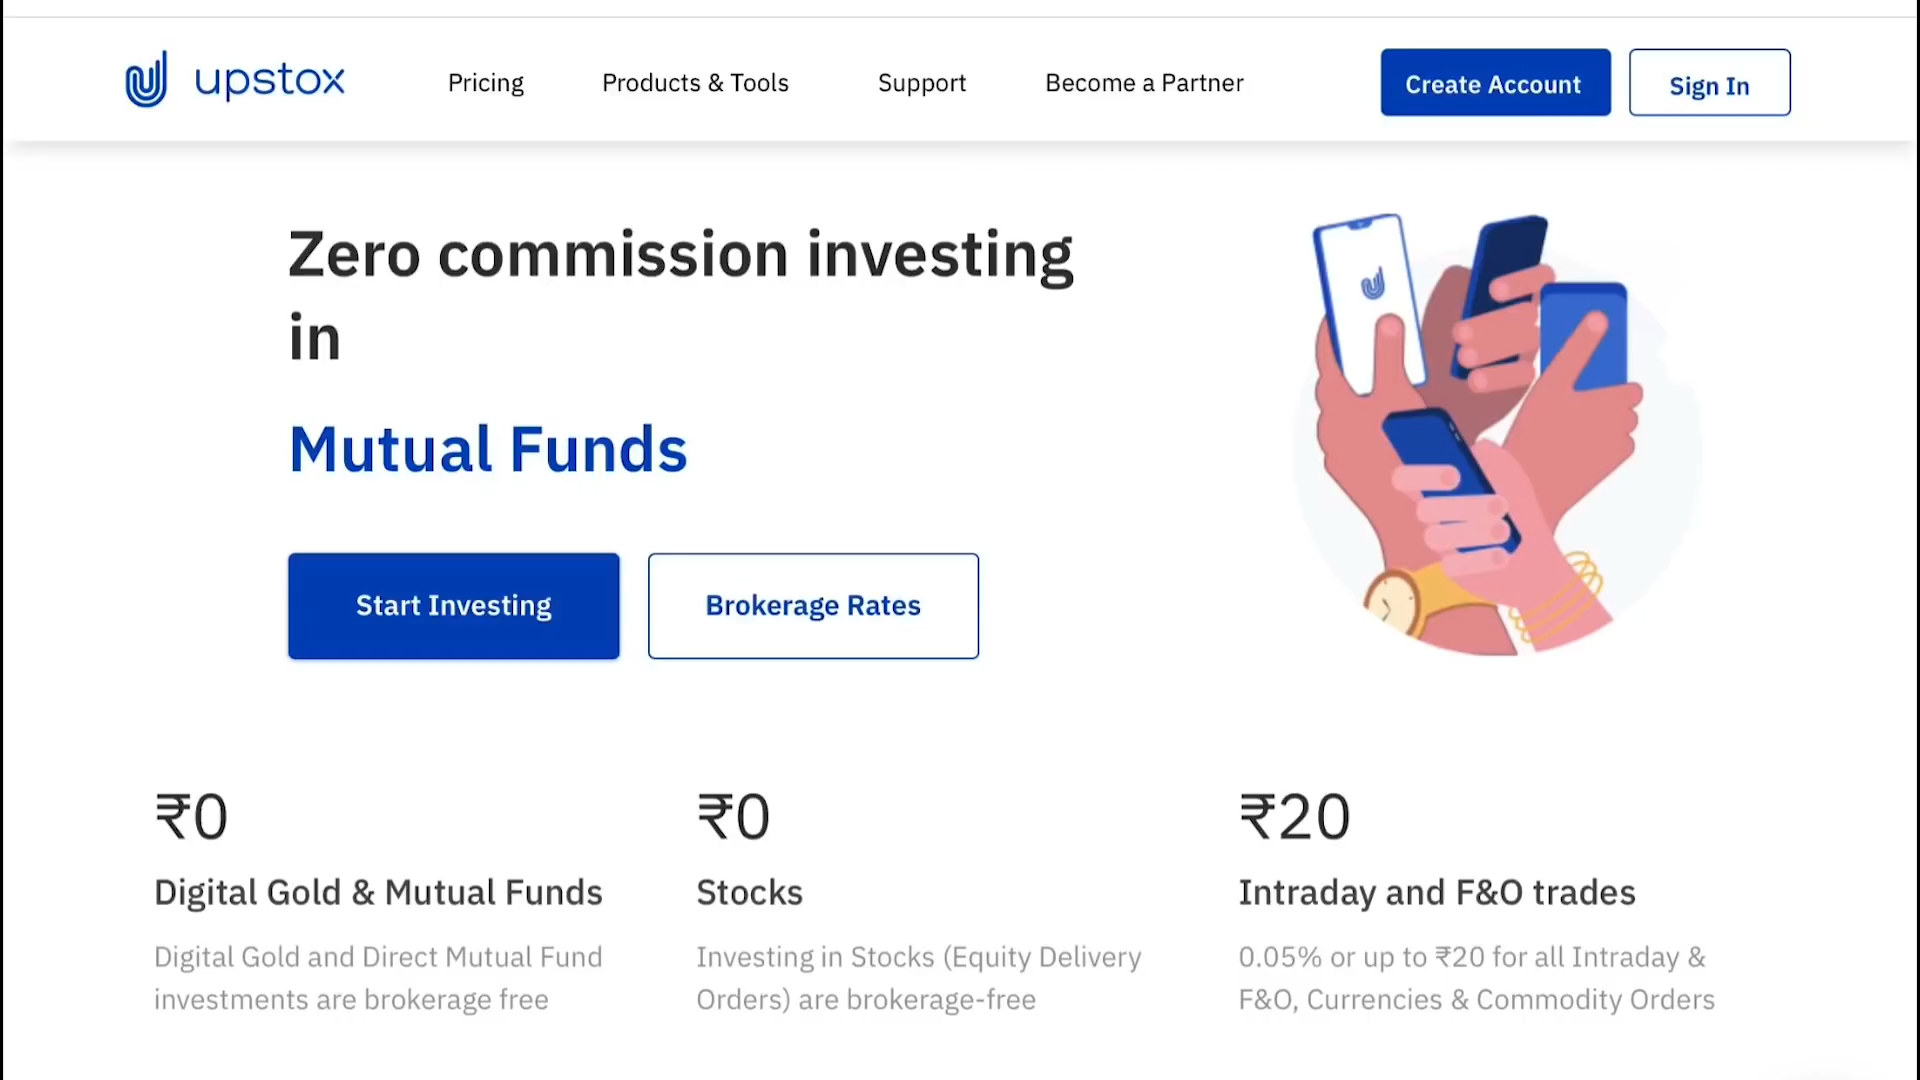 upstox
Pricing
Products & Tools
Support
Become a Partner
Create Account
Sign In
Zero commission investing
in
Mutual Funds
Start Investing
Brokerage Rates
₹0
Digital Gold & Mutual Funds
Digital Gold and Direct Mutual Fund
investments are brokerage free
₹0
Stocks
Investing in Stocks (Equity Delivery
Orders) are brokerage-free
₹20
Intraday and F&O trades
0.05% or up to ₹20 for all Intraday &
F&O, Currencies & Commodity Orders